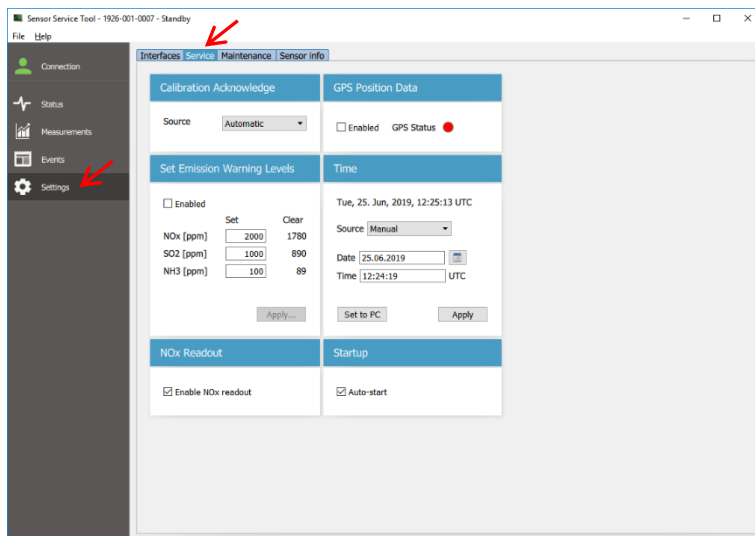 Sensor Service Tool - 1926-001-0007 - Standby
File Help
Connection
Status
Measurements
Events
Settings
Interfaces Service Maintenance Sensor info
Calibration Acknowledge
Source Automatic
GPS Position Data
Enabled GPS Status
Set Emission Warning Levels
Enabled
Set Clear
NOx [ppm] 2000 1780
SO2 [ppm] 1000 890
NH3 [ppm] 100 89
Apply...
Time
Tue, 25. Jun, 2019, 12:25:13 UTC
Source Manual
Date 25.06.2019
Time 12:24:19 UTC
Set to PC Apply
NOx Readout
Enable NOx readout
Startup
Auto-start